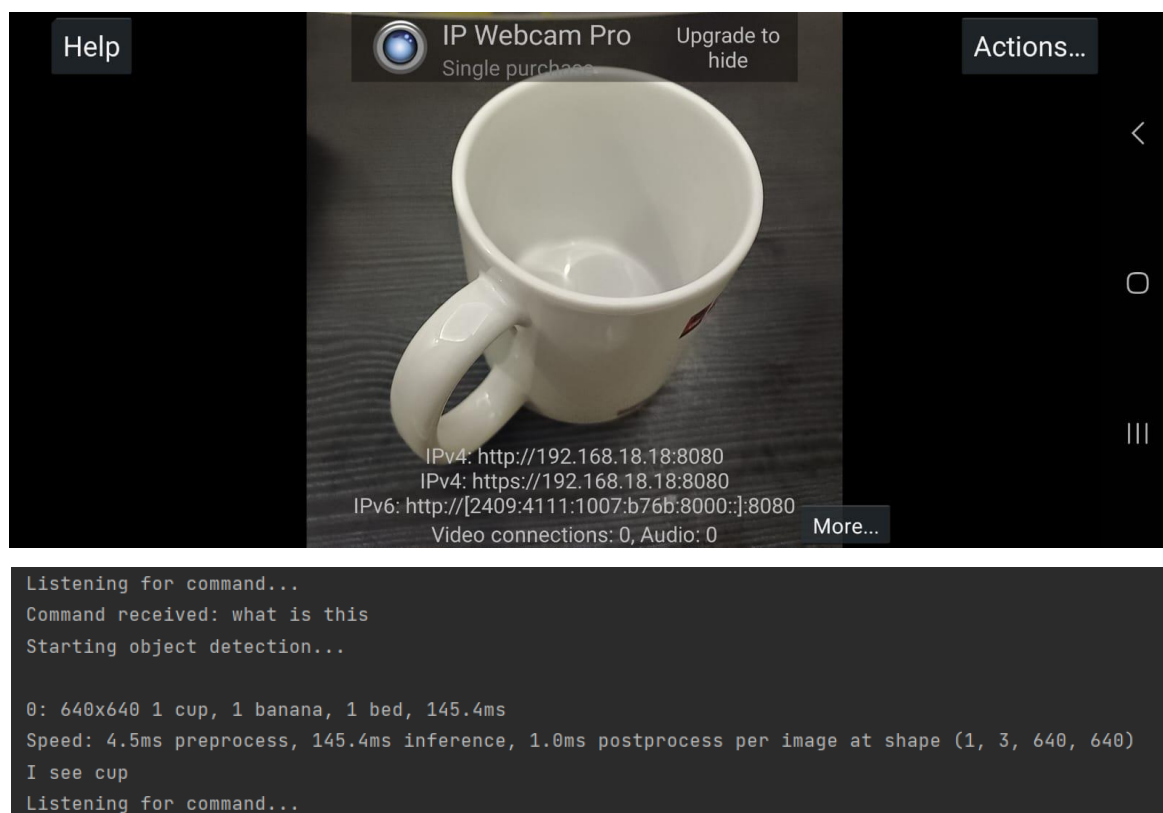 Help
IP Webcam Pro
Single purchase.
Upgrade to
hide
Actions...
IPv4: http://192.168.18.18:8080
IPv4: https://192.168.18.18:8080
IPv6: http://[2409:4111:1007:b76b:8000::]:8080
Video connections: 0, Audio: 0
More...
Listening for command...
Command received: what is this
Starting object detection...
0: 640x640 1 cup, 1 banana, 1 bed, 145.4ms
Speed: 4.5ms preprocess, 145.4ms inference, 1.0ms postprocess per image at shape (1, 3, 640, 640)
I see cup
Listening for command...